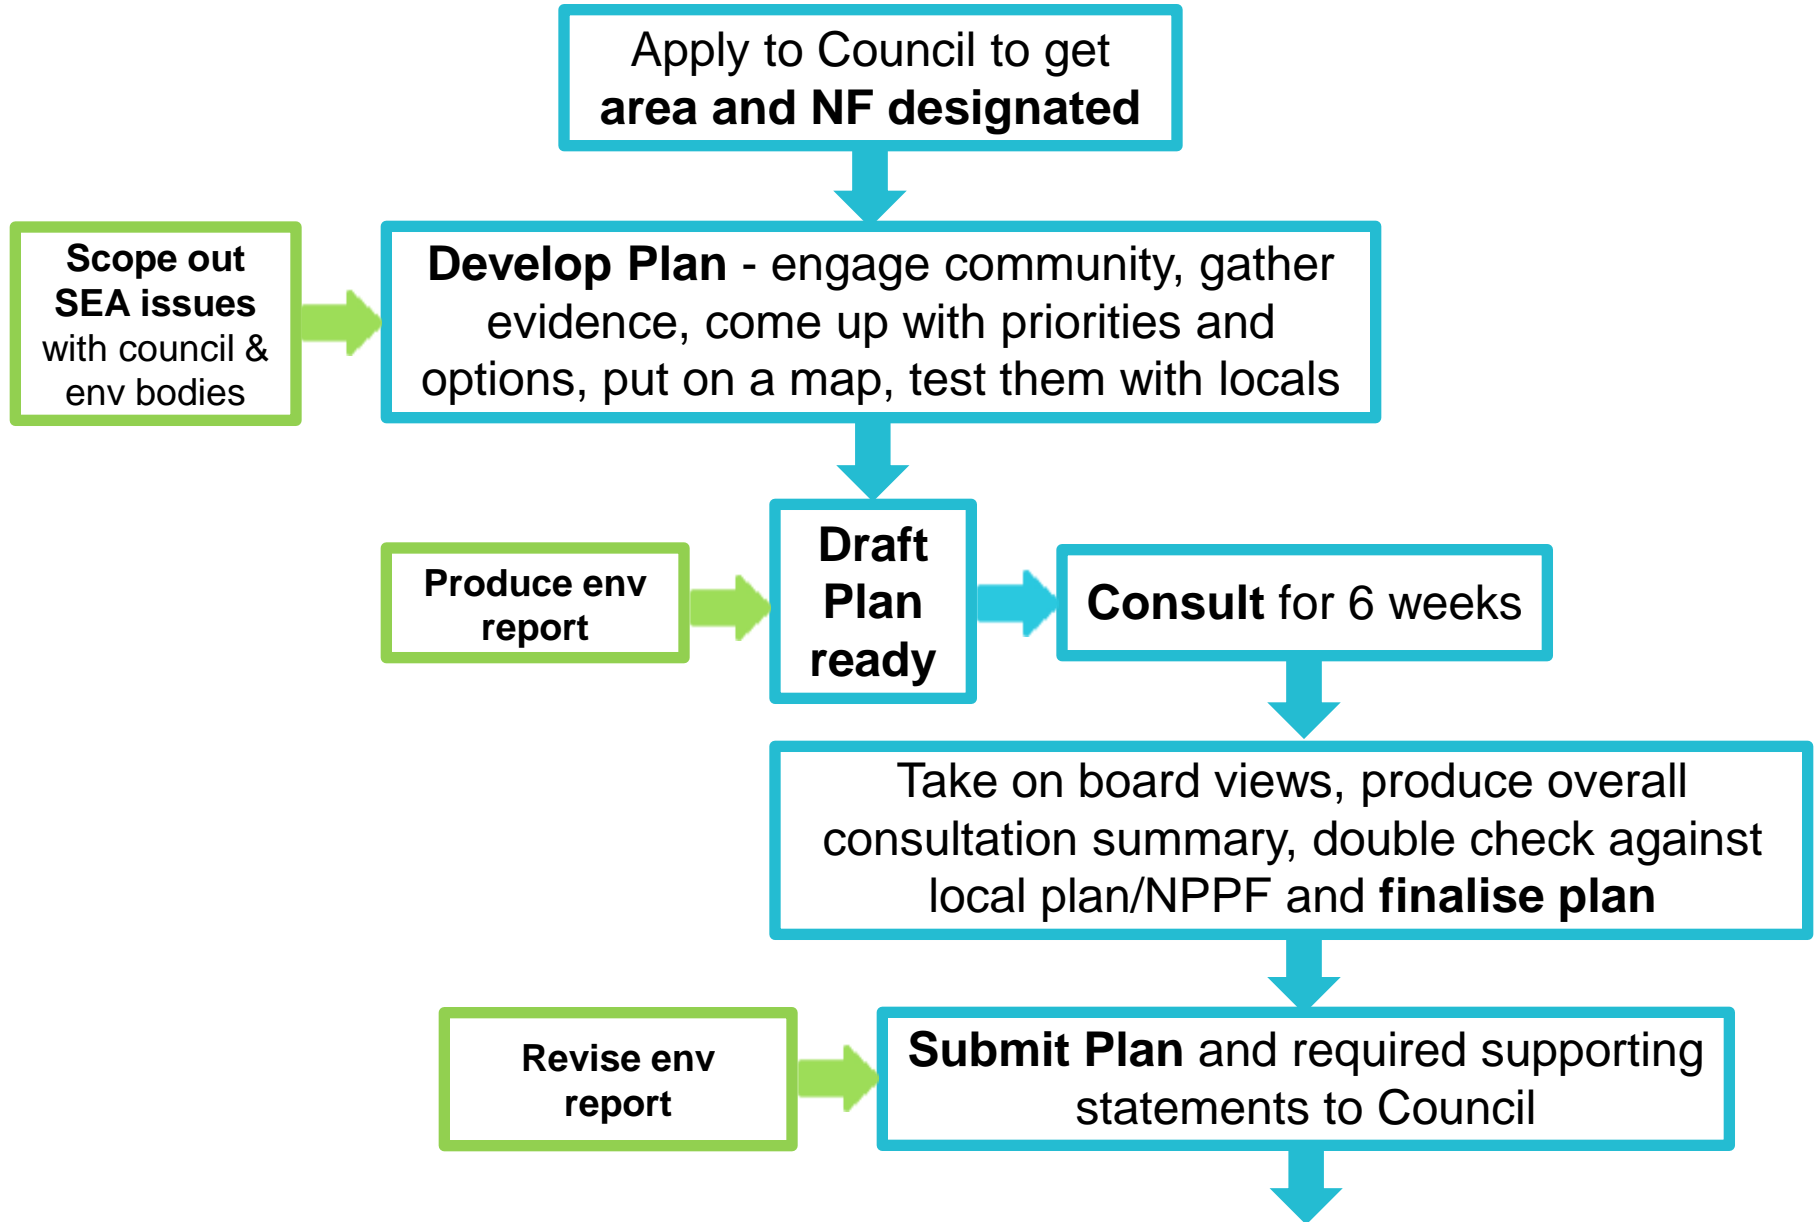 Apply to Council to get
area and NF designated
Scope out
SEA issues
with council &
env bodies
Develop Plan - engage community, gather
evidence, come up with priorities and
options, put on a map, test them with locals
Produce env
report
Draft
Plan
ready
Consult for 6 weeks
Take on board views, produce overall
consultation summary, double check against
local plan/NPPF and finalise plan
Revise env
report
Submit Plan and required supporting
statements to Council